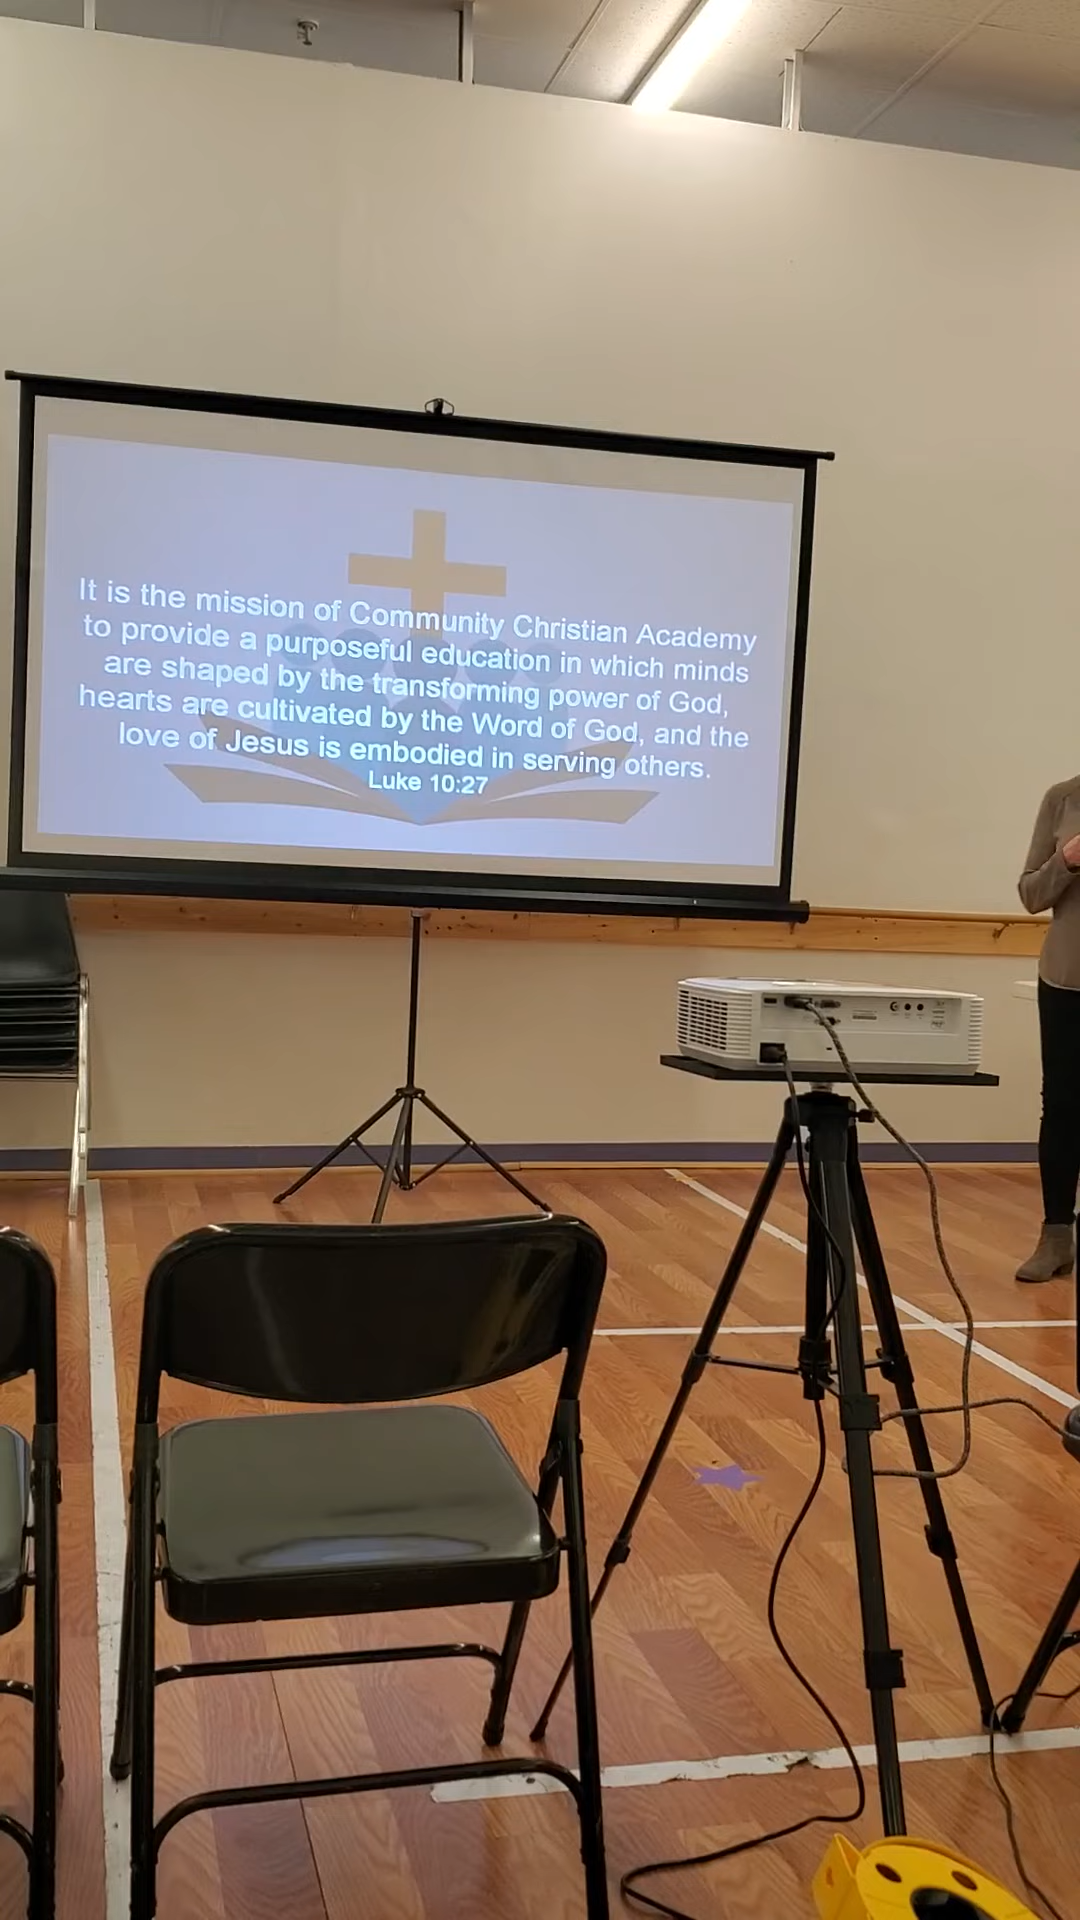 It is the mission of Community Christian Academy
to provide a purposeful education in which minds
are shaped by the transforming power of God,
hearts are cultivated by the Word of God, and the
love of Jesus is embodied in serving others.
Luke 10:27